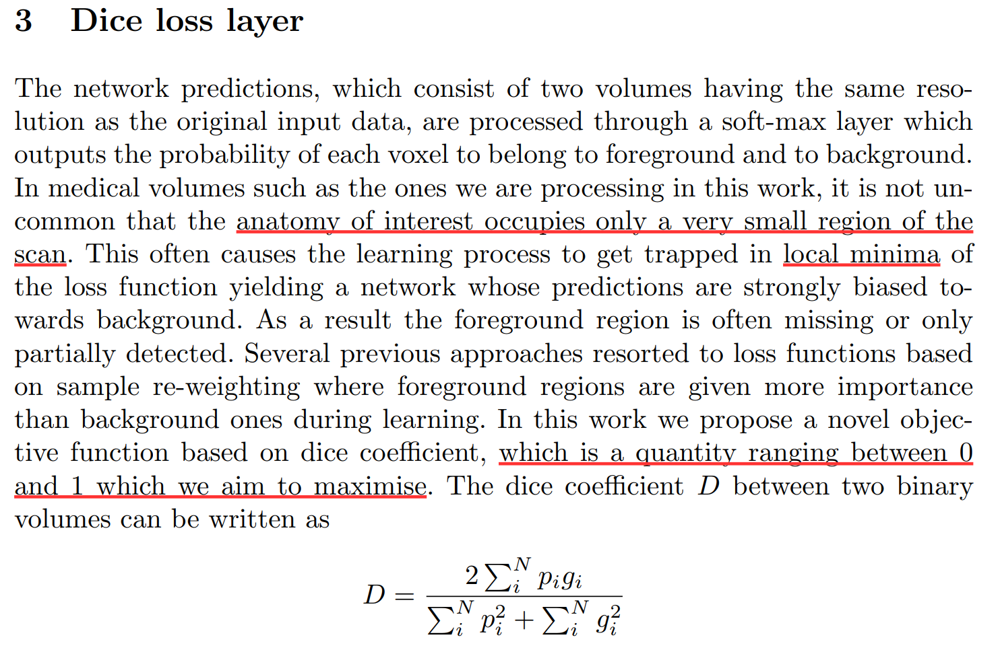 3 Dice loss layer
The network predictions, which consist of two volumes having the same reso-
lution as the original input data, are processed through a soft-max layer which
outputs the probability of each voxel to belong to foreground and to background.
In medical volumes such as the ones we are processing in this work, it is not un-
common that the anatomy of interest occupies only a very small region of the
scan. This often causes the learning process to get trapped in local minima of
the loss function yielding a network whose predictions are strongly biased to-
wards background. As a result the foreground region is often missing or only
partially detected. Several previous approaches resorted to loss functions based
on sample re-weighting where foreground regions are given more importance
than background ones during learning. In this work we propose a novel objec-
tive function based on dice coefficient, which is a quantity ranging between 0
and 1 which we aim to maximise. The dice coefficient D between two binary
volumes can be written as
D = \frac{2 \sum_i^N p_i g_i}{\sum_i^N p_i^2 + \sum_i^N g_i^2}